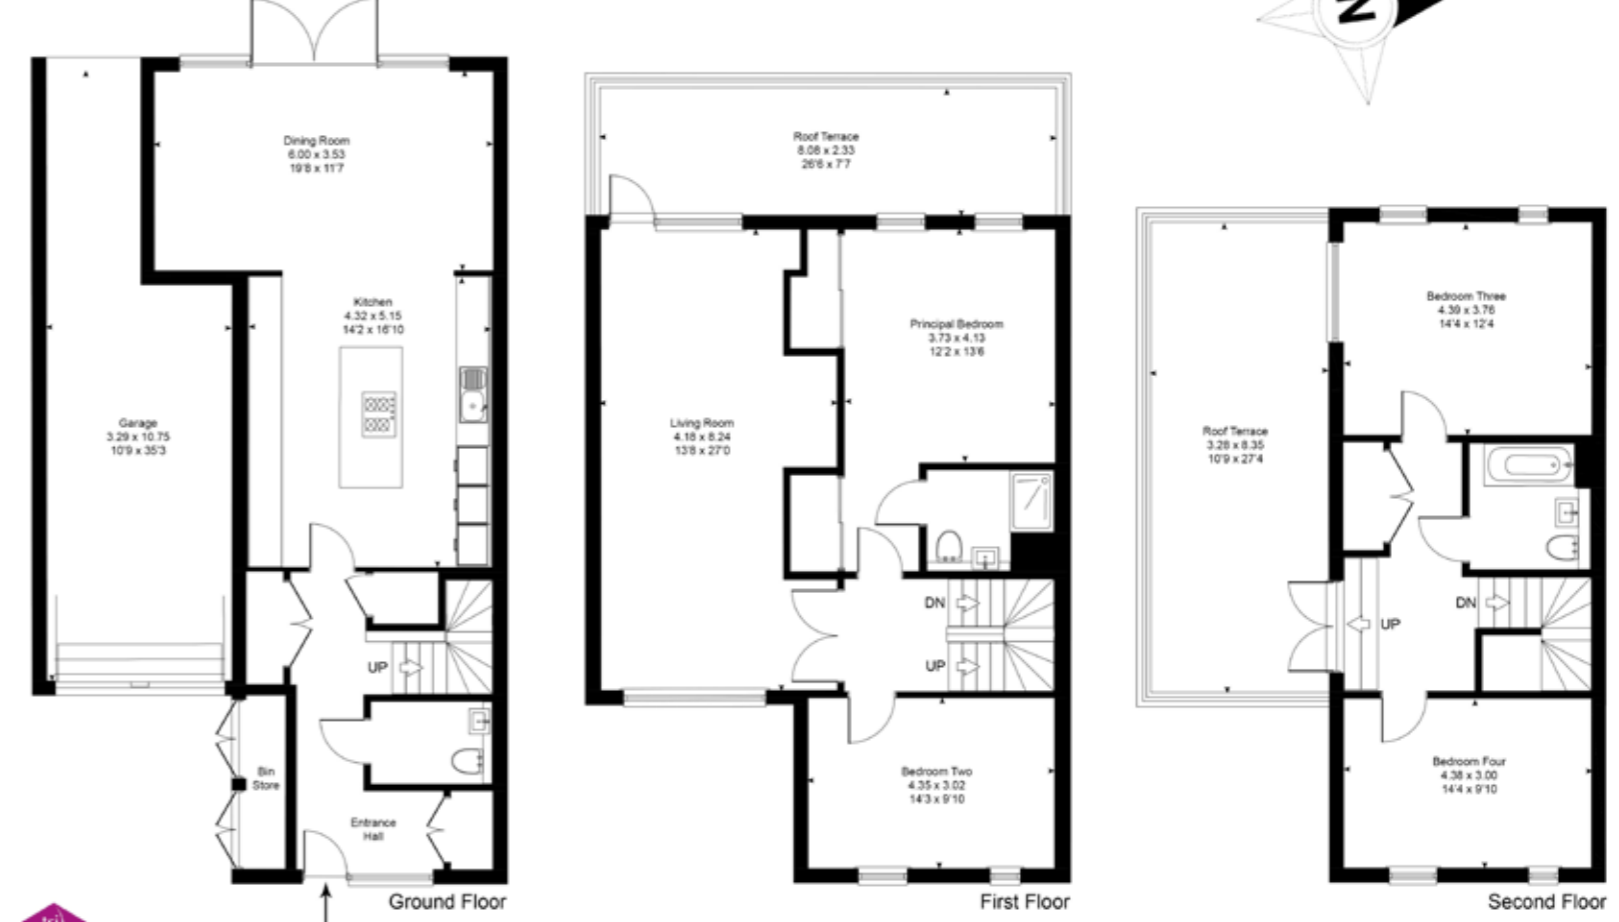 N
Dining Room
6.00 x 3.53
19'8 x 11'7
Kitchen
4.32 x 5.15
14'2 x 16'10
Garage
3.29 x 10.75
10'9 x 35'3
UP
Bin
Store
Entrance
Hall
Ground Floor
Roof Terrace
8.08 x 2.33
26'6 x 7'7
Principal Bedroom
3.73 x 4.13
12'2 x 13'6
Living Room
4.18 x 8.24
13'8 x 27'0
DN
UP
Bedroom Two
4.35 x 3.02
14'3 x 9'10
First Floor
Bedroom Three
4.39 x 3.76
14'4 x 12'4
Roof Terrace
3.28 x 8.35
10'9 x 27'4
DN
UP
Bedroom Four
4.38 x 3.00
14'4 x 9'10
Second Floor